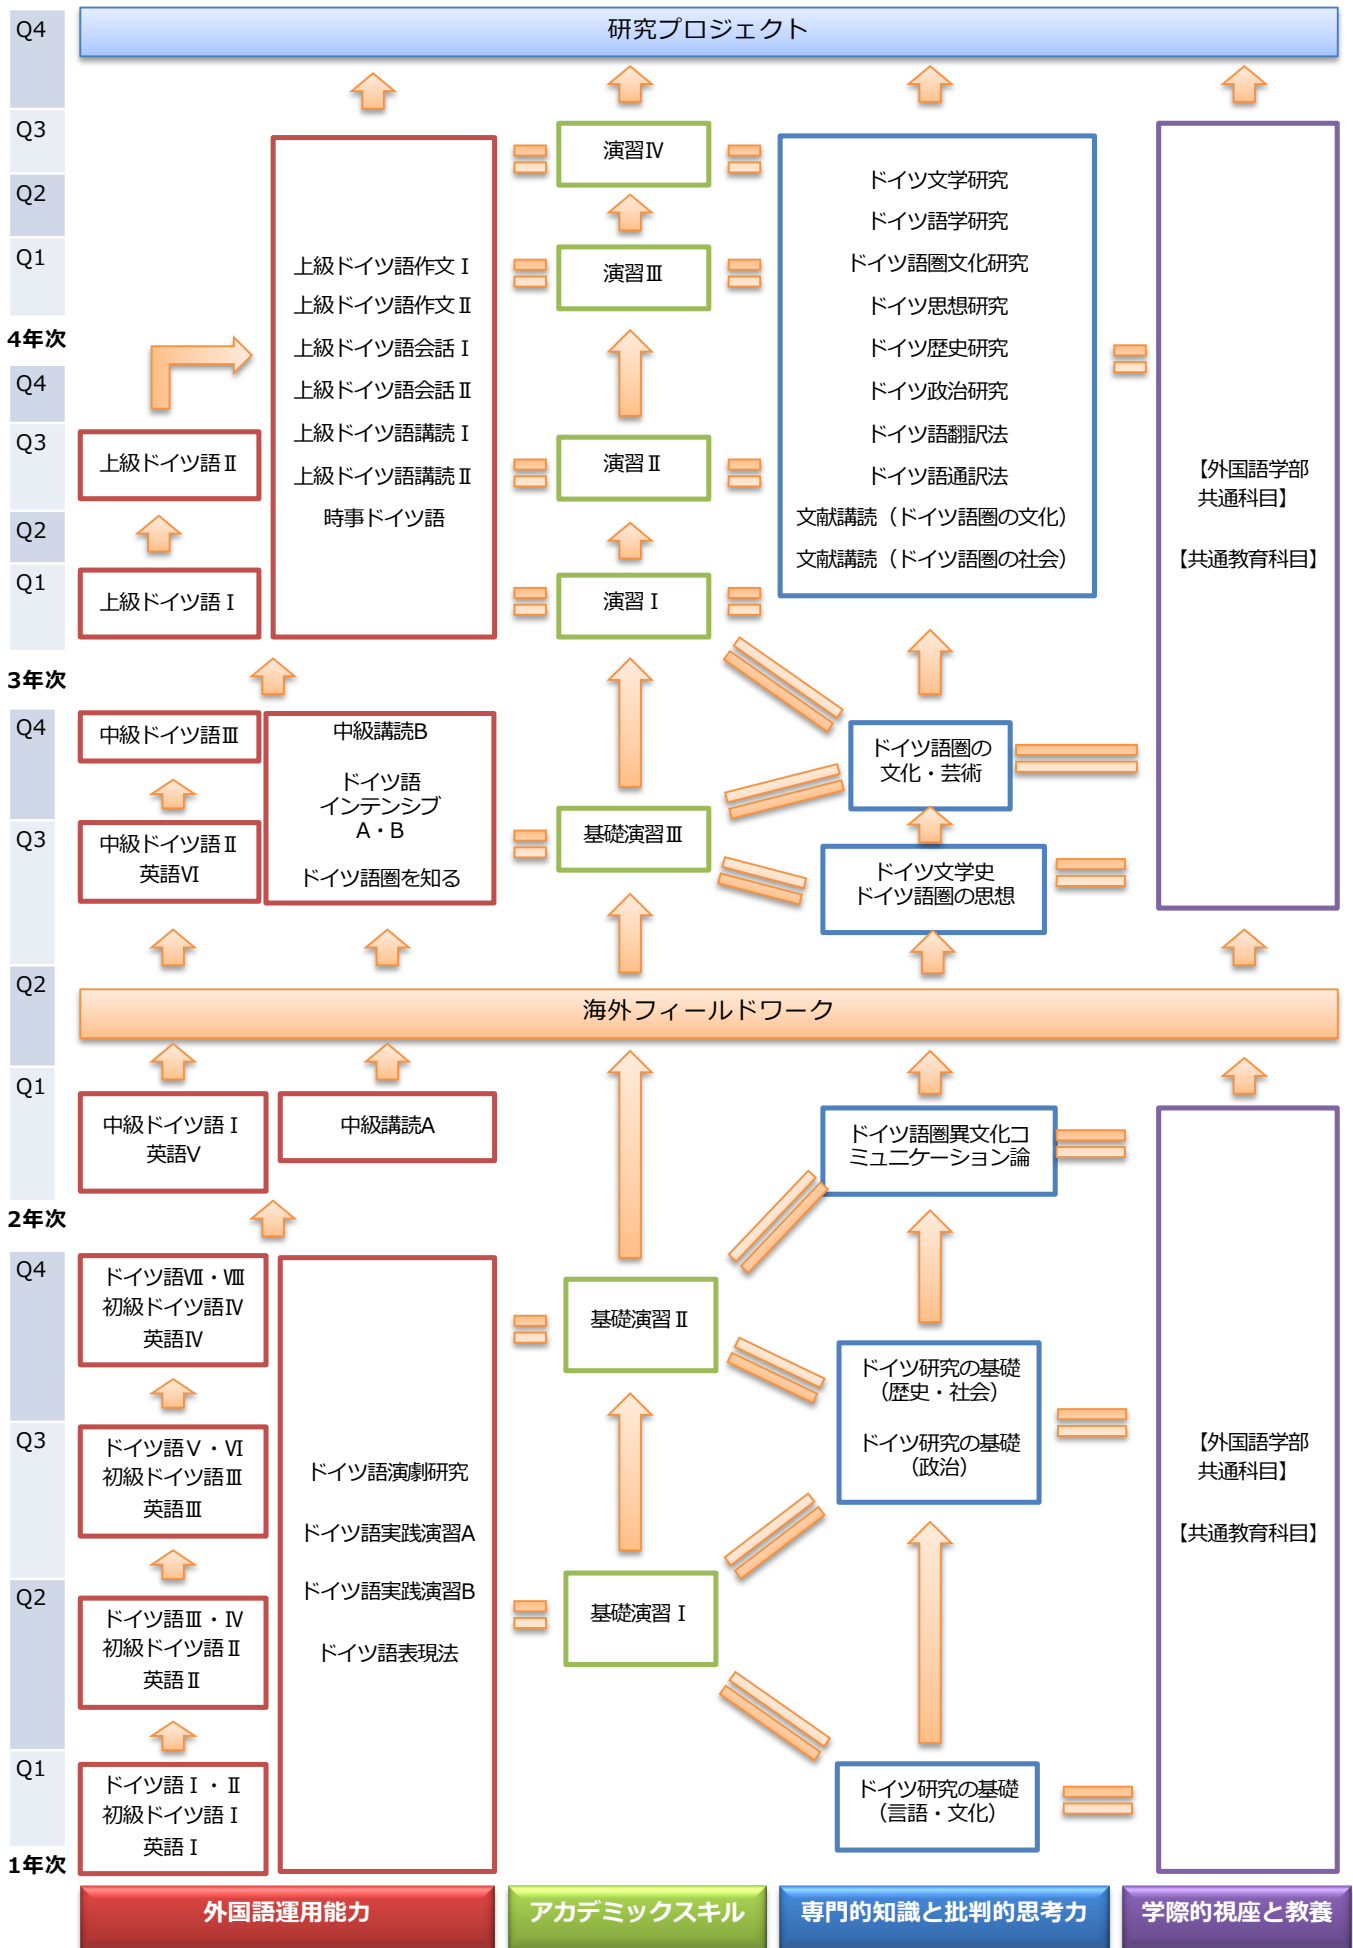 Q4
研究プロジェクト
Q3
Q2
Q1
4年次
演習Ⅳ
演習Ⅲ
上級ドイツ語作文Ⅰ
上級ドイツ語作文Ⅱ
上級ドイツ語会話Ⅰ
上級ドイツ語会話Ⅱ
上級ドイツ語講読Ⅰ
上級ドイツ語講読Ⅱ
時事ドイツ語
ドイツ文学研究
ドイツ語学研究
ドイツ語圏文化研究
ドイツ思想研究
ドイツ歴史研究
ドイツ政治研究
ドイツ語翻訳法
ドイツ語通訳法
文献講読（ドイツ語圏の文化）
文献講読（ドイツ語圏の社会）
【外国語学部
共通科目】
【共通教育科目】
Q4
Q3
Q2
Q1
3年次
上級ドイツ語Ⅱ
上級ドイツ語Ⅰ
演習Ⅱ
演習Ⅰ
Q4
Q3
Q2
Q1
2年次
中級ドイツ語Ⅲ
中級ドイツ語Ⅱ
英語Ⅵ
中級講読B
ドイツ語
インテンシブ
A・B
ドイツ語圏を知る
基礎演習Ⅲ
ドイツ語圏の
文化・芸術
ドイツ文学史
ドイツ語圏の思想
海外フィールドワーク
中級ドイツ語Ⅰ
英語Ⅴ
中級講読A
ドイツ語圏異文化コ
ミュニケーション論
Q4
Q3
Q2
Q1
1年次
ドイツ語Ⅶ・Ⅷ
初級ドイツ語Ⅳ
英語Ⅳ
ドイツ語Ⅴ・Ⅵ
初級ドイツ語Ⅲ
英語Ⅲ
ドイツ語Ⅲ・Ⅳ
初級ドイツ語Ⅱ
英語Ⅱ
ドイツ語Ⅰ・Ⅱ
初級ドイツ語Ⅰ
英語Ⅰ
ドイツ語演劇研究
ドイツ語実践演習A
ドイツ語実践演習B
ドイツ語表現法
基礎演習Ⅱ
基礎演習Ⅰ
ドイツ研究の基礎
（歴史・社会）
ドイツ研究の基礎
（政治）
ドイツ研究の基礎
（言語・文化）
【外国語学部
共通科目】
【共通教育科目】
外国語運用能力
アカデミックスキル
専門的知識と批判的思考力
学際的視座と教養